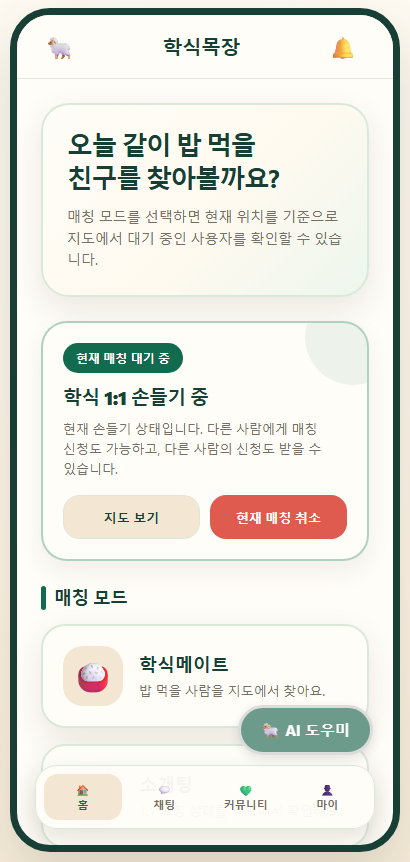 학식목장
오늘 같이 밥 먹을
친구를 찾아볼까요?
매칭 모드를 선택하면 현재 위치를 기준으로
지도에서 대기 중인 사용자를 확인할 수 있습
니다.
현재 매칭 대기 중
학식 1:1 손들기 중
현재 손들기 상태입니다. 다른 사람에게 매칭
신청도 가능하고, 다른 사람의 신청도 받을 수
있습니다.
지도 보기
현재 매칭 취소
매칭 모드
학식메이트
밥 먹을 사람을 지도에서 찾아요.
AI 도우미
소개팅
홈
채팅
커뮤니티
마이